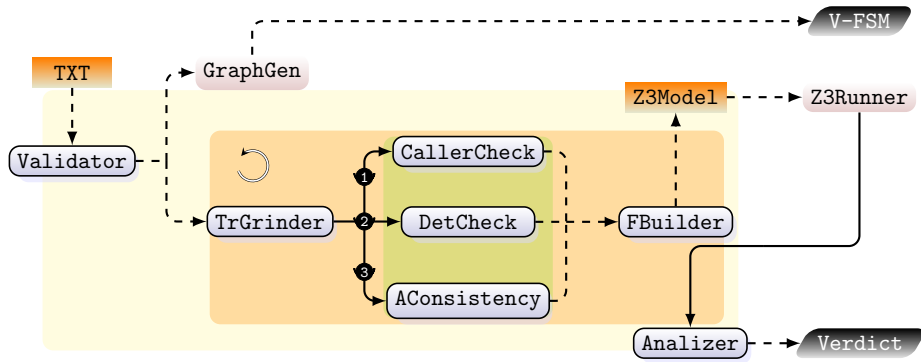 V-FSM
TXT
GraphGen
Z3Model
Z3Runner
Validator
CallerCheck
1
TrGrinder
2
DetCheck
FBuilder
3
AConsistency
Analizer
Verdict